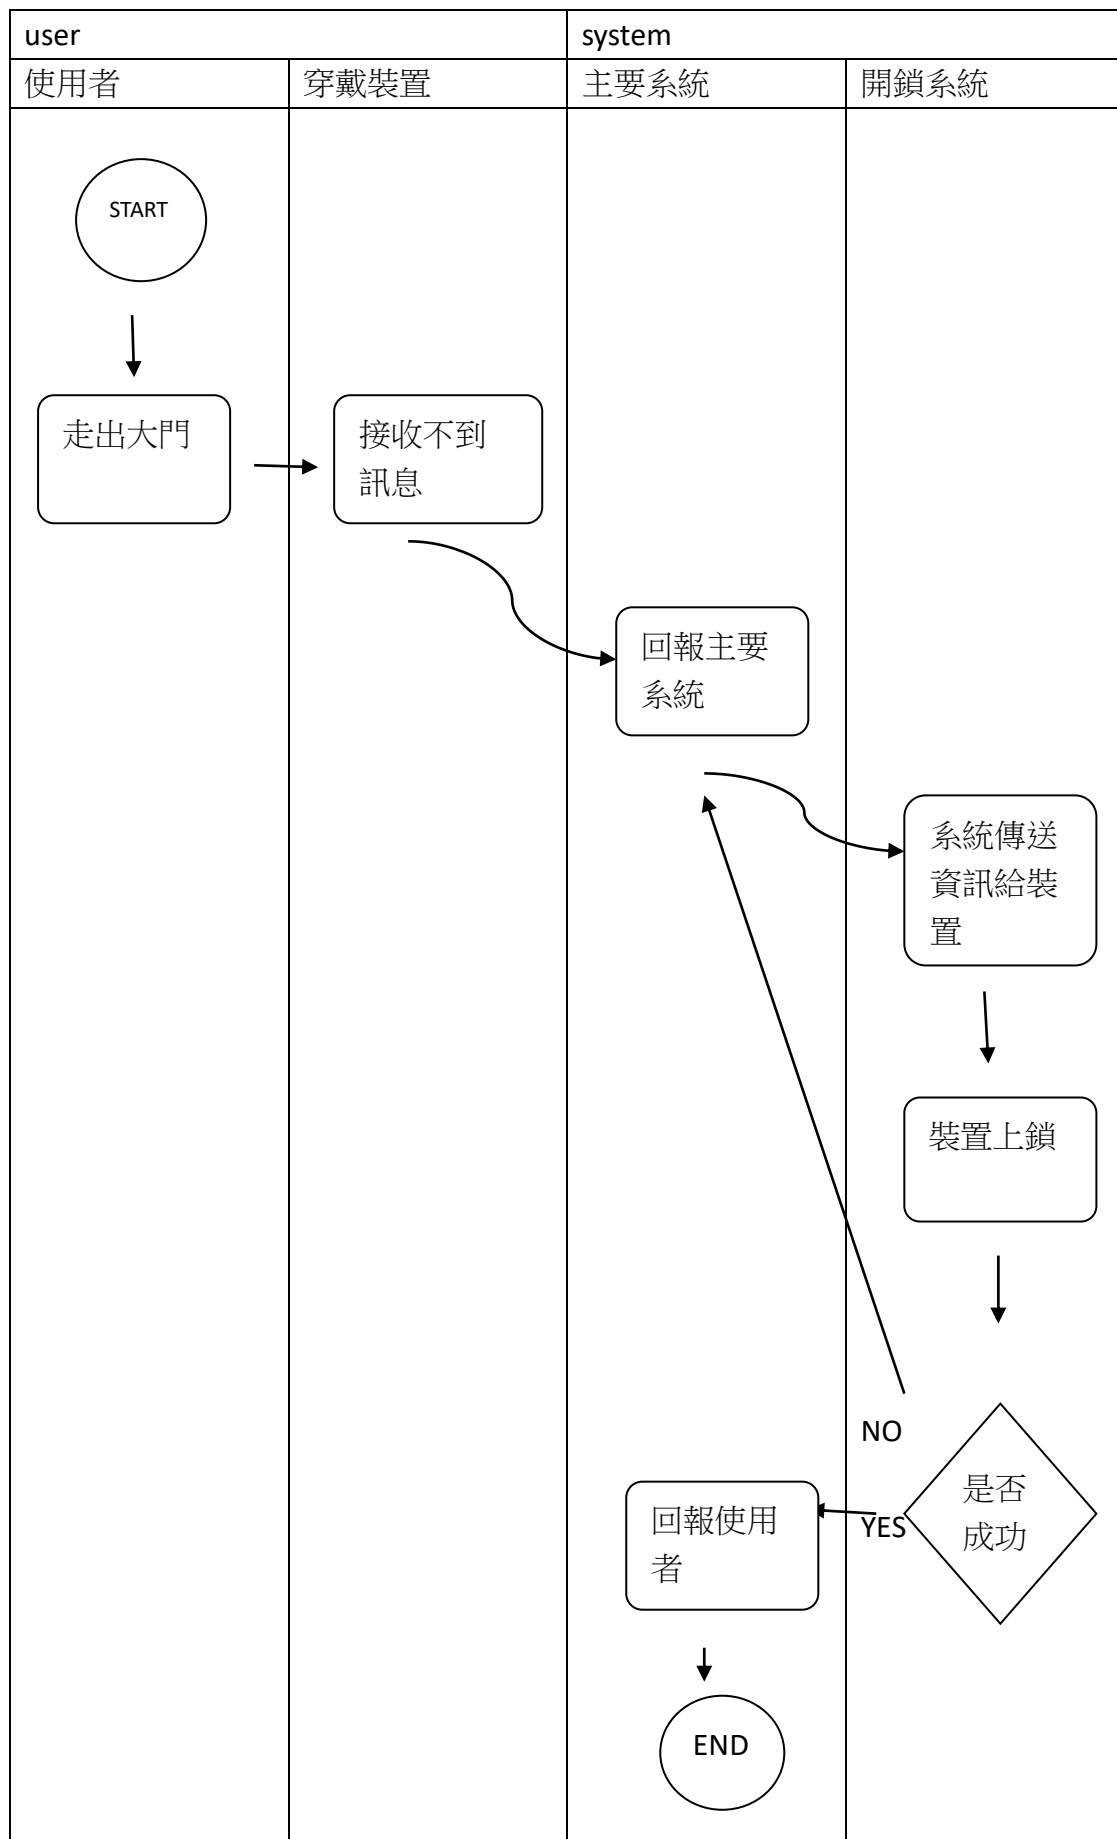 user
system
使用者
穿戴裝置
主要系統
開鎖系統
START
走出大門
接收不到
訊息
回報主要
系統
系統傳送
資訊給裝
置
裝置上鎖
NO
是否
成功
YES
回報使用
者
END